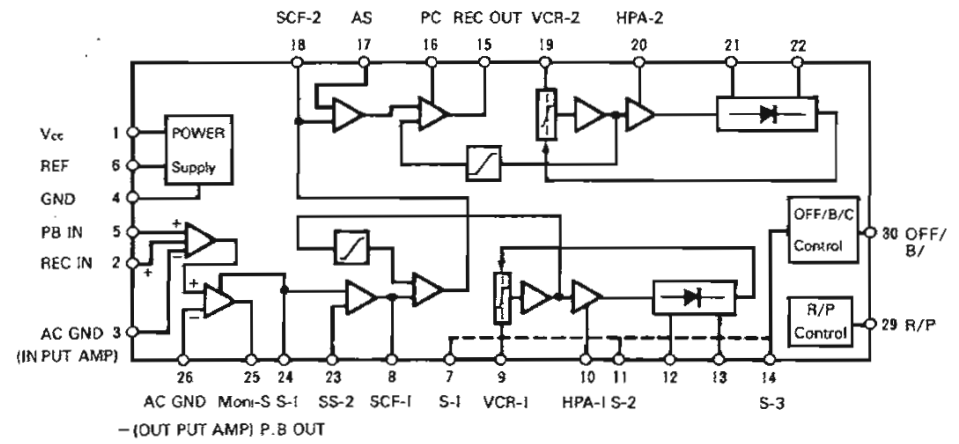 SCF-2 AS PC REC OUT VCR-2 HPA-2
18 17 16 15 19 20 21 22
Vcc 1 POWER
REF 6 Supply
GND 4
PB IN 5 + OFF/B/C
Control 30 OFF/
B/
REC IN 2 + −
+
−
R/P
Control 29 R/P
AC GND 3
(IN PUT AMP)
26 25 24 23 8 7 9 10 11 12 13 14
AC GND Moni-S S-1 SS-2 SCF-1 S-1 VCR-1 HPA-1 S-2 S-3
−(OUT PUT AMP) P.B OUT